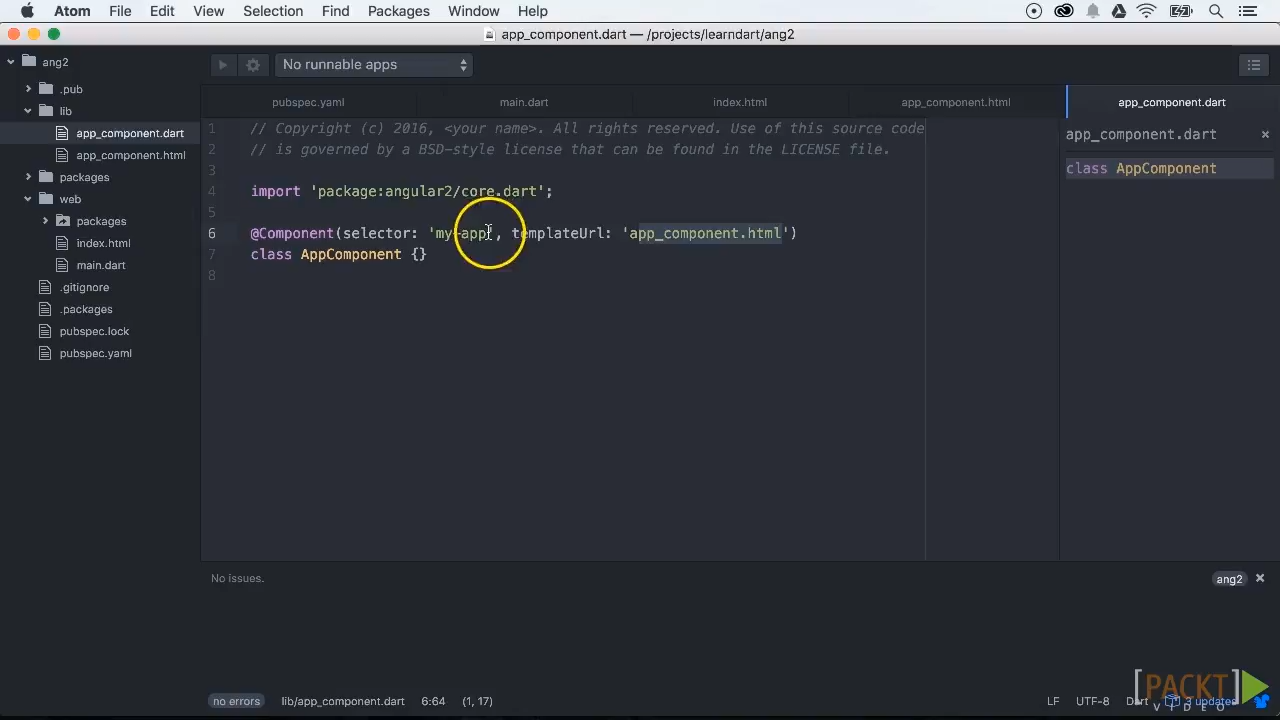 Atom File Edit View Selection Find Packages Window Help
app_component.dart — /projects/learndart/ang2
ang2
.pub
lib
app_component.dart
app_component.html
packages
web
packages
index.html
main.dart
.gitignore
.packages
pubspec.lock
pubspec.yaml
No runnable apps
pubspec.yaml main.dart index.html app_component.html app_component.dart
1 // Copyright (c) 2016, <your name>. All rights reserved. Use of this source code
2 // is governed by a BSD-style license that can be found in the LICENSE file.
3
4 import 'package:angular2/core.dart';
5
6 @Component(selector: 'my-app', templateUrl: 'app_component.html')
7 class AppComponent {}
8
app_component.dart ×
class AppComponent
No issues.
ang2 ×
no errors lib/app_component.dart 6:64 (1, 17) LF UTF-8 Dart updates
[PACKT]
VIDEO